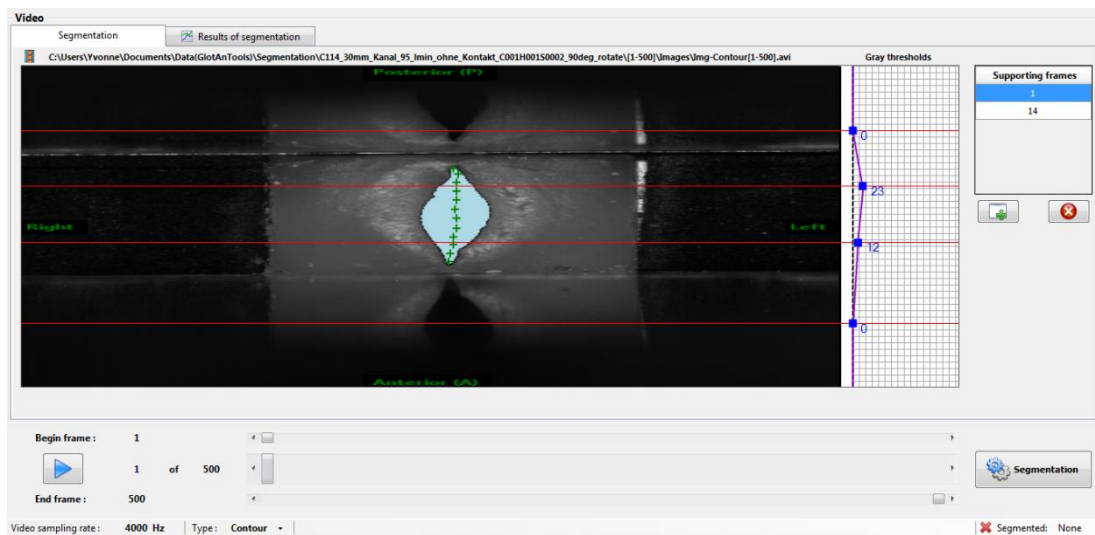 Video
Segmentation
Results of segmentation
C:\Users\Yvonne\Documents\Data(GlotAnTools)\Segmentation\C114_30mm_Kanal_95_lmin_ohne_Kontakt_C001H001S0002_90deg_rotate\[1-500]\Images\Img-Contour[1-500].avi
Gray thresholds
Supporting frames
1
14
Posterior (P)
0
23
Right
Left
12
0
Anterior (A)
Begin frame : 1
1 of 500
Segmentation
End frame : 500
Video sampling rate : 4000 Hz Type : Contour Segmented: None